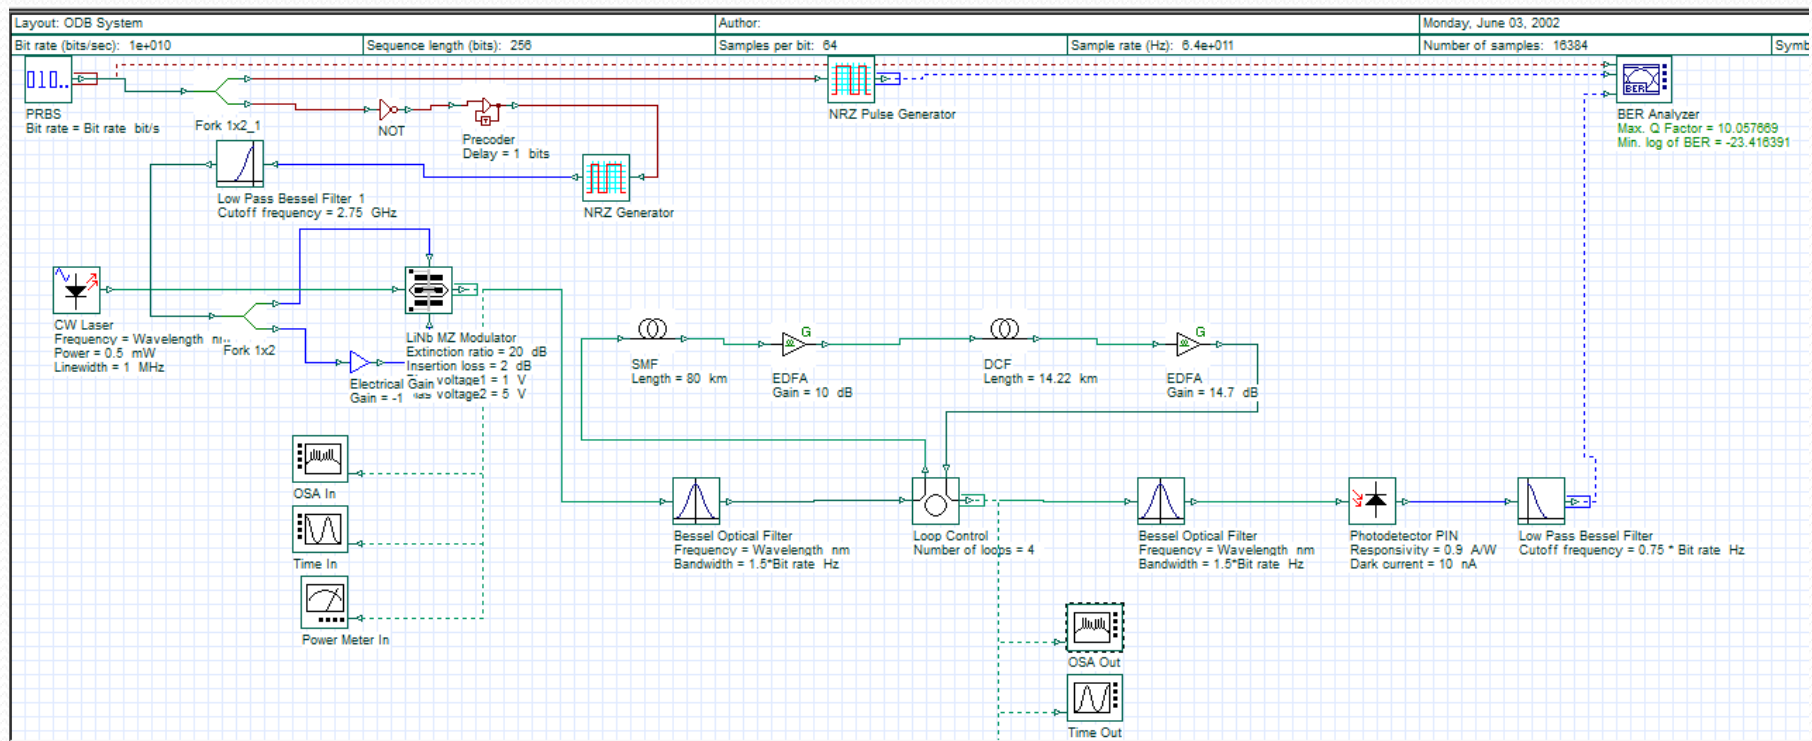 Layout: ODB System
Author:
Monday, June 03, 2002
Bit rate (bits/sec): 1e+010
Sequence length (bits): 256
Samples per bit: 64
Sample rate (Hz): 6.4e+011
Number of samples: 16384
Symb
PRBS
Bit rate = Bit rate bit/s
Fork 1x2_1
NOT
Precoder
Delay = 1 bits
NRZ Pulse Generator
BER
BER Analyzer
Max. Q Factor = 10.057669
Min. log of BER = -23.416391
Low Pass Bessel Filter 1
Cutoff frequency = 2.75 GHz
NRZ Generator
CW Laser
Frequency = Wavelength
Power = 0.5 mW
Linewidth = 1 MHz
Fork 1x2
LiNb MZ Modulator
Extinction ratio = 20 dB
Insertion loss = 2 dB
voltage1 = 1 V
voltage2 = 5 V
Electrical Gain
Gain = -1
SMF
Length = 80 km
G
EDFA
Gain = 10 dB
DCF
Length = 14.22 km
G
EDFA
Gain = 14.7 dB
OSA In
Time In
Power Meter In
Bessel Optical Filter
Frequency = Wavelength nm
Bandwidth = 1.5*Bit rate Hz
Loop Control
Number of loops = 4
Bessel Optical Filter
Frequency = Wavelength nm
Bandwidth = 1.5*Bit rate Hz
Photodetector PIN
Responsivity = 0.9 A/W
Dark current = 10 nA
Low Pass Bessel Filter
Cutoff frequency = 0.75 * Bit rate Hz
OSA Out
Time Out